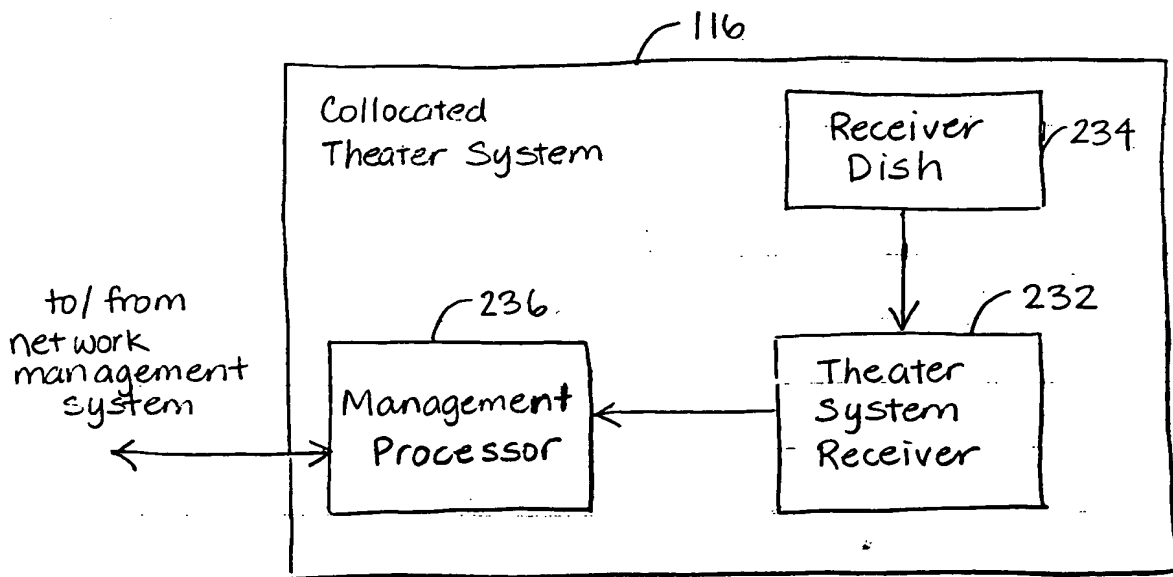 116
Collocated
Theater System
Receiver
Dish
234
to/from
network
management
system
236
Management
Processor
232
Theater
System
Receiver